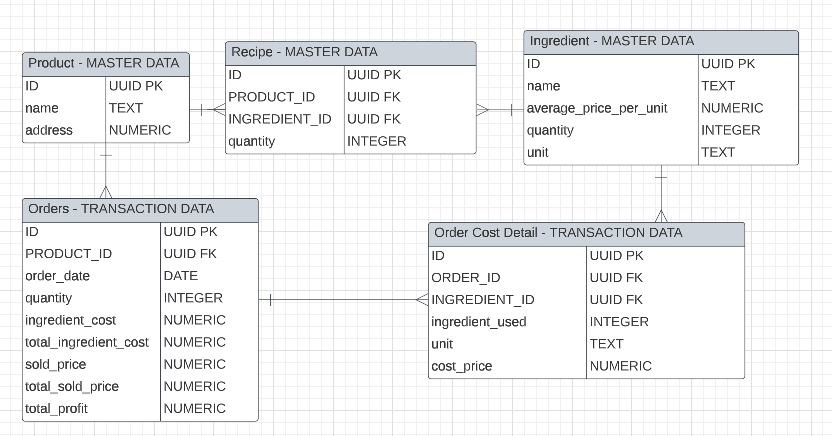 Product - MASTER DATA
ID UUID PK
name TEXT
address NUMERIC
Recipe - MASTER DATA
ID UUID PK
PRODUCT_ID UUID FK
INGREDIENT_ID UUID FK
quantity INTEGER
Ingredient - MASTER DATA
ID UUID PK
name TEXT
average_price_per_unit NUMERIC
quantity INTEGER
unit TEXT
Orders - TRANSACTION DATA
ID UUID PK
PRODUCT_ID UUID FK
order_date DATE
quantity INTEGER
ingredient_cost NUMERIC
total_ingredient_cost NUMERIC
sold_price NUMERIC
total_sold_price NUMERIC
total_profit NUMERIC
Order Cost Detail - TRANSACTION DATA
ID UUID PK
ORDER_ID UUID FK
INGREDIENT_ID UUID FK
ingredient_used INTEGER
unit TEXT
cost_price NUMERIC